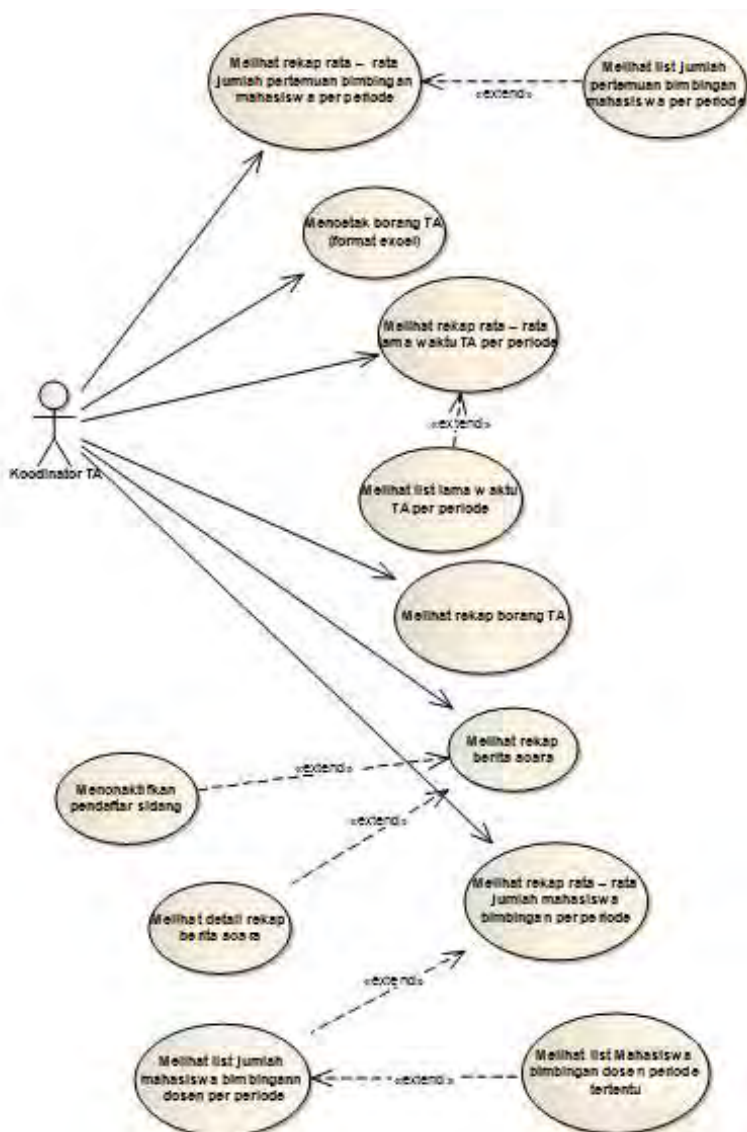 Melihat rekap rata – rata
jumlah pertemuan bimbingan
mahasiswa per periode
Melihat list jumlah
pertemuan bimbingan
mahasiswa per periode
«extend»
Mencetak borang TA
(format excel)
Melihat rekap rata – rata
lama waktu TA per periode
«extend»
Koodinator TA
Melihat list lama waktu
TA per periode
Melihat rekap borang TA
Melihat rekap
berita acara
«extend»
Menonaktifkan
pendaftar sidang
«extend»
Melihat rekap rata – rata
jumlah mahasiswa
bimbingan per periode
Melihat detail rekap
berita acara
«extend»
Melihat list jumlah
mahasiswa bimbingann
dosen per periode
«extend»
Melihat list Mahasiswa
bimbingan dosen periode
tertentu